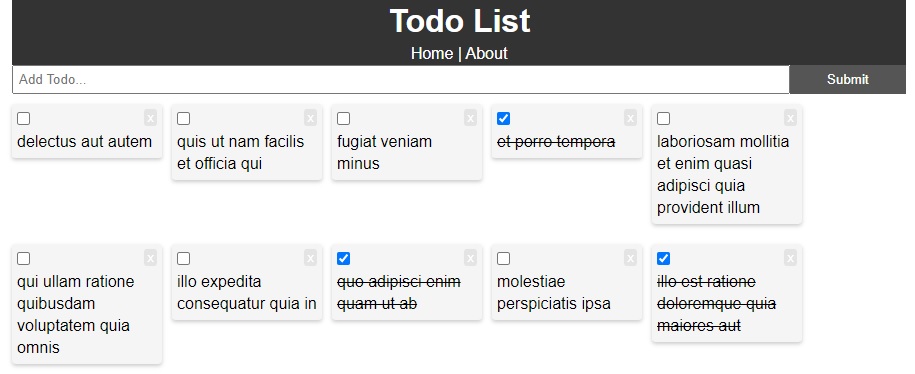 Todo List
Home | About
Add Todo...
Submit
x
x
x
x
x
delectus aut autem
quis ut nam facilis
et officia qui
fugiat veniam
minus
et porro tempora
laboriosam mollitia
et enim quasi
adipisci quia
provident illum
x
x
x
x
x
qui ullam ratione
quibusdam
voluptatem quia
omnis
illo expedita
consequatur quia in
quo adipisci enim
quam ut ab
molestiae
perspiciatis ipsa
illo est ratione
doloremque quia
maiores aut